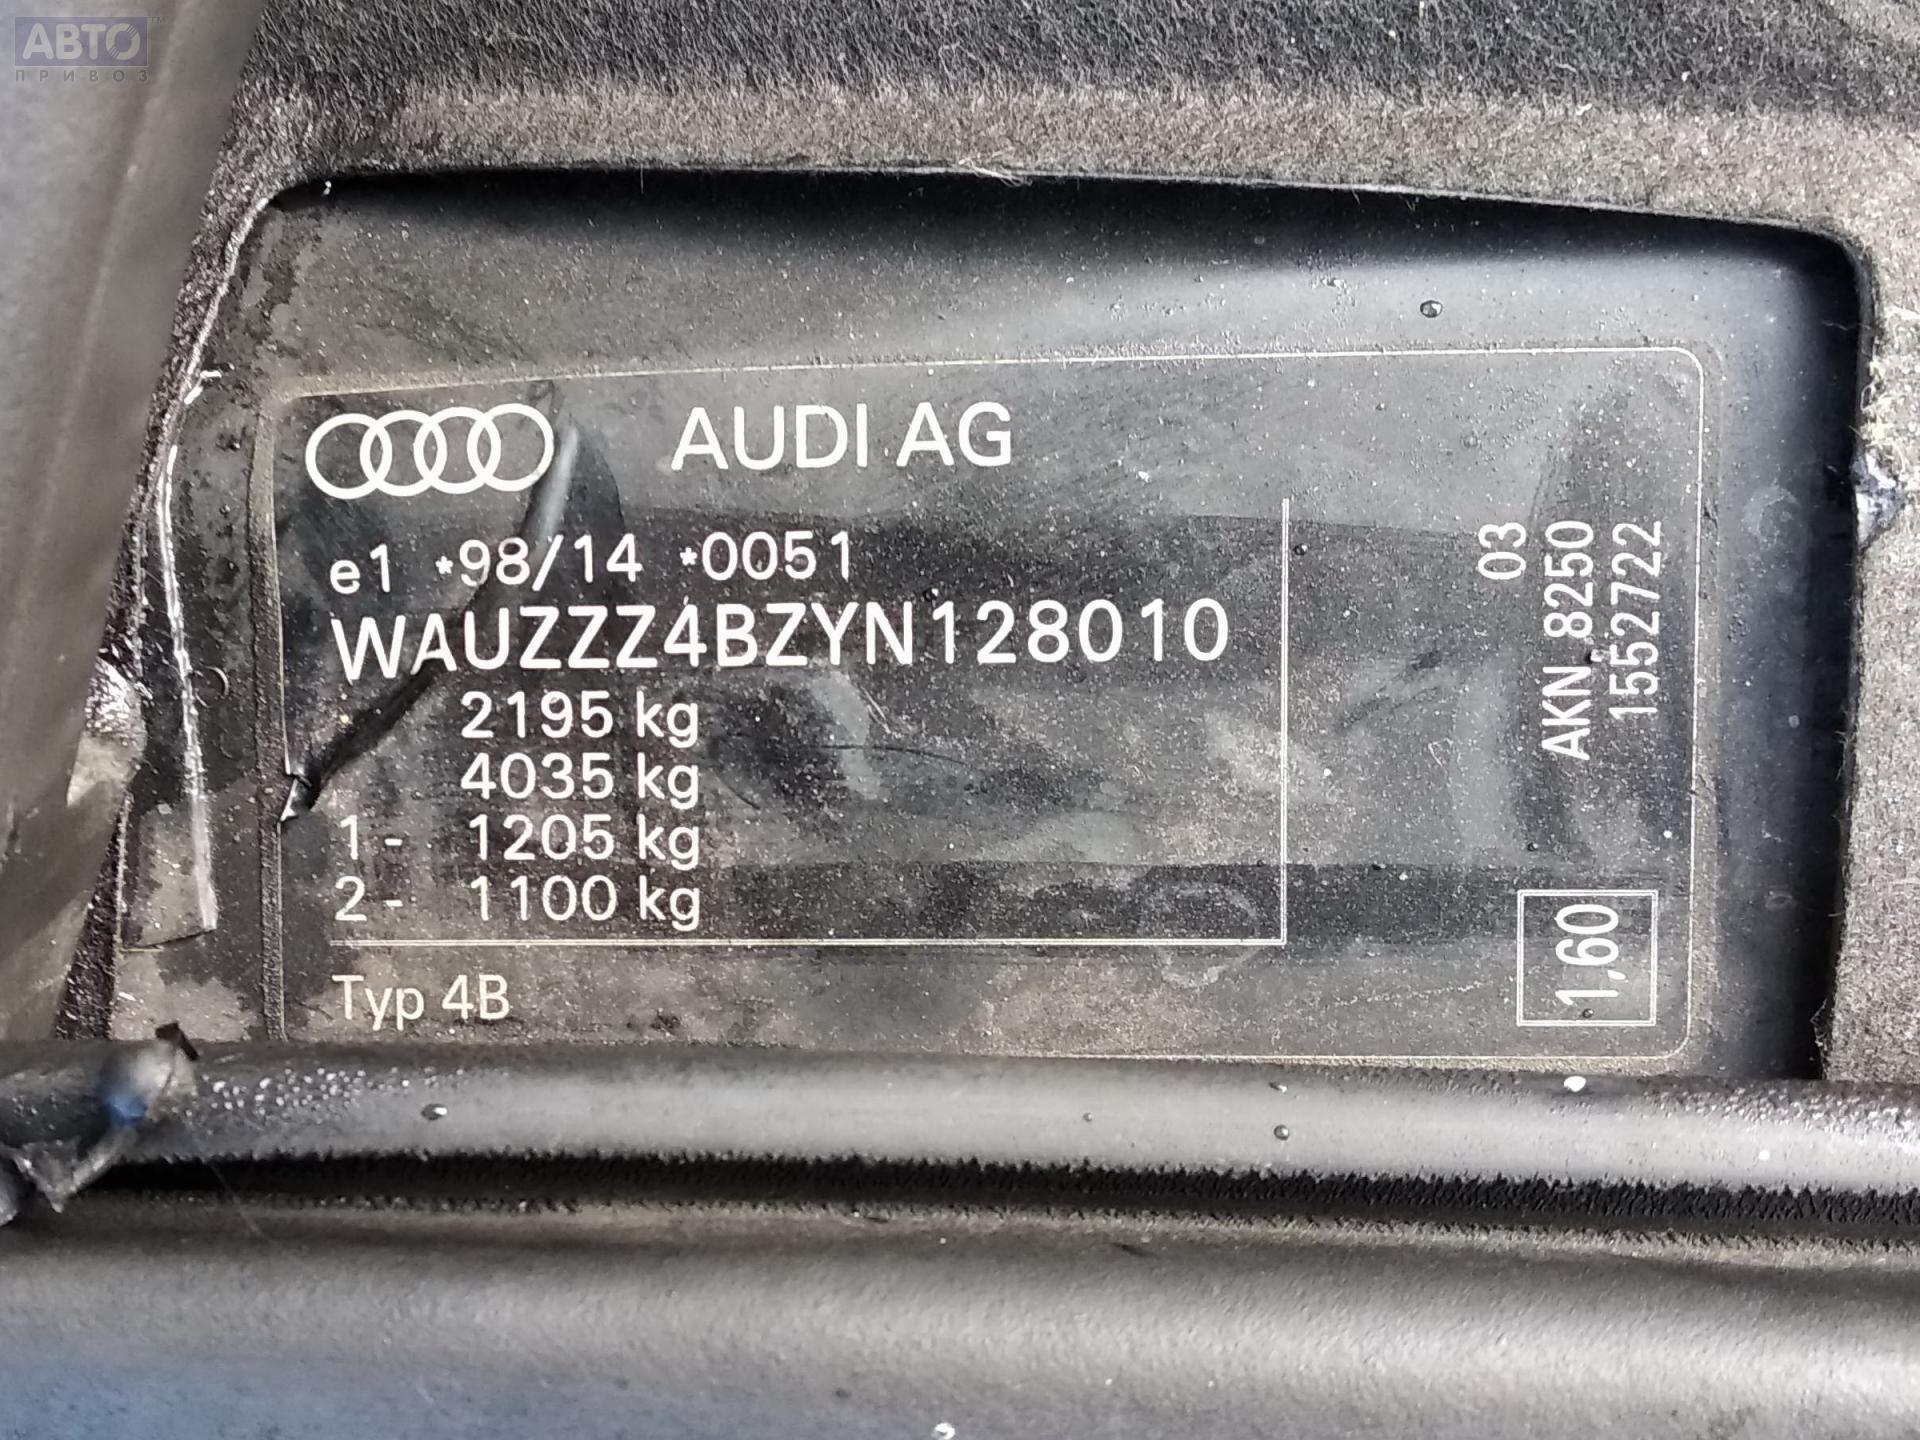 АВТО
ПРИВОЗ
AUDI AG
e1 *98/14 *0051
WAUZZZ4BZYN128010
2195 kg
4035 kg
1- 1205 kg
2- 1100 kg
Typ 4B
03
AKN 8250
1552722
1,60